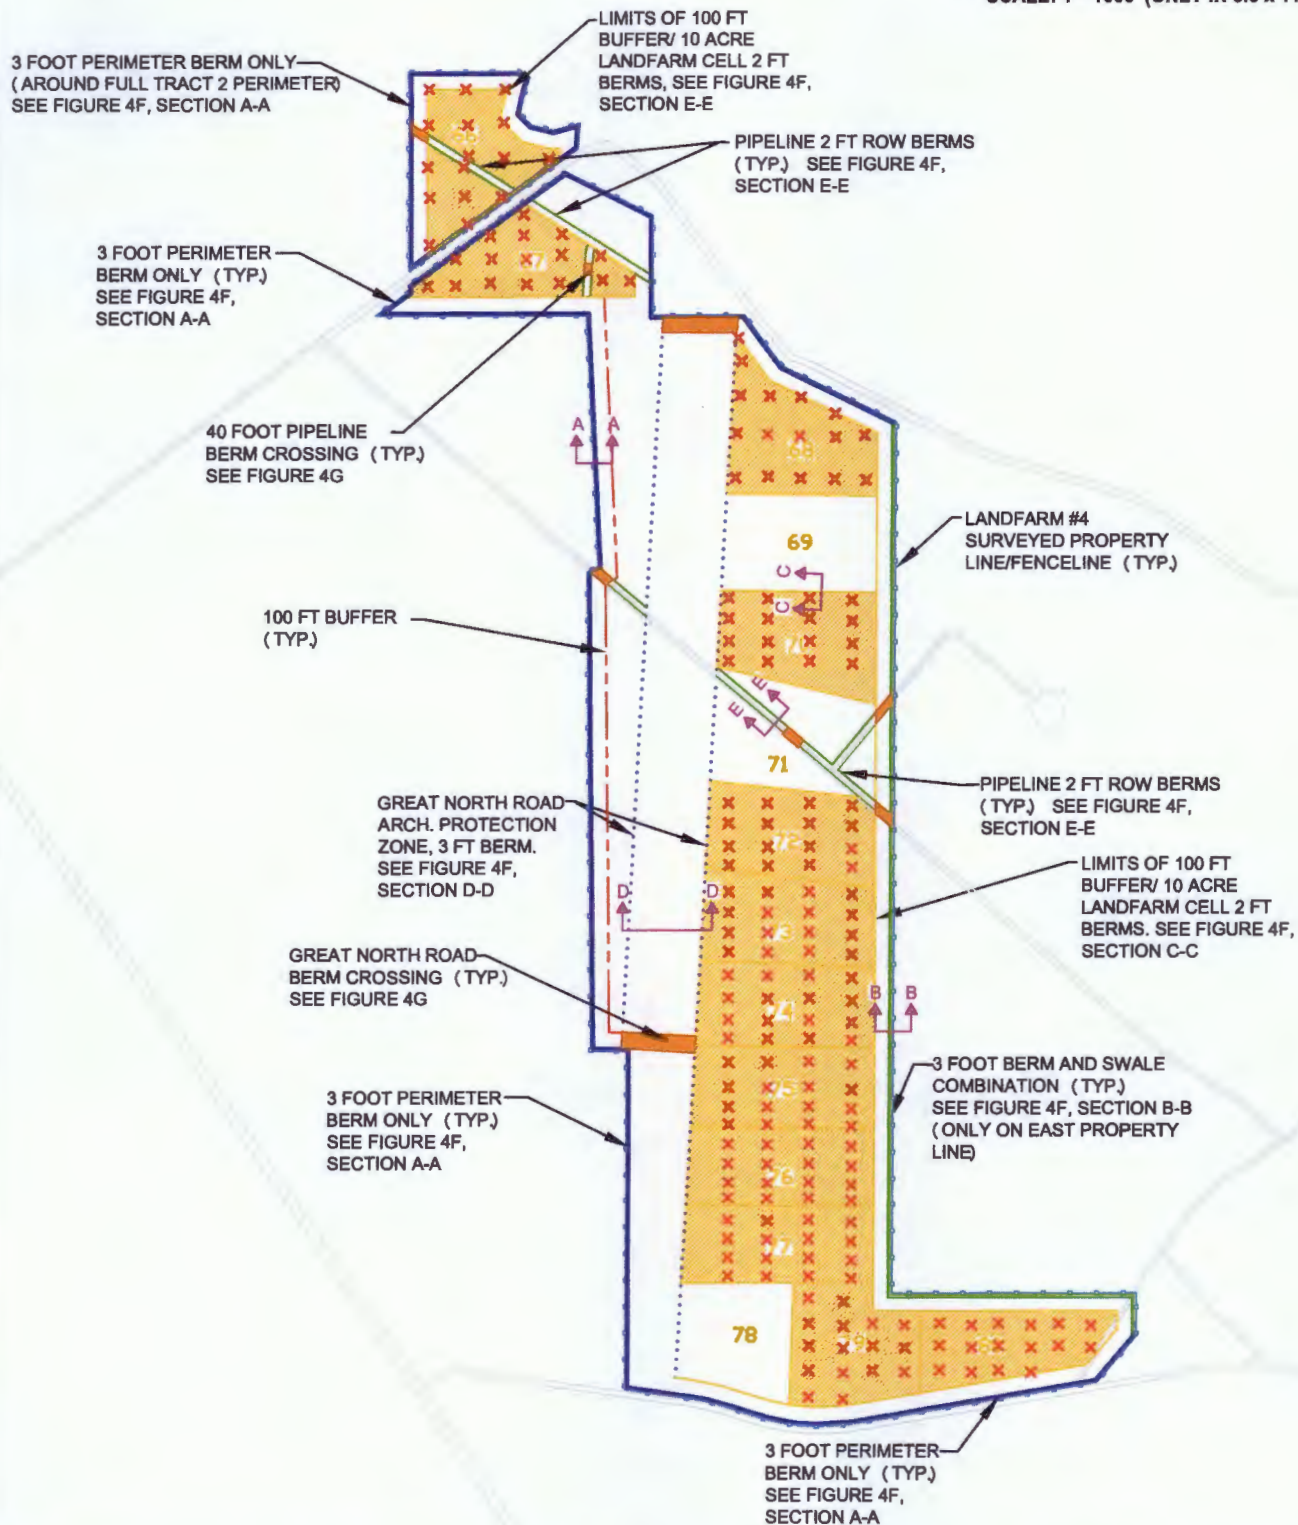 LIMITS OF 100 FT
BUFFER/ 10 ACRE
LANDFARM CELL 2 FT
BERMS, SEE FIGURE 4F,
SECTION E-E
3 FOOT PERIMETER BERM ONLY
(AROUND FULL TRACT 2 PERIMETER)
SEE FIGURE 4F, SECTION A-A
PIPELINE 2 FT ROW BERMS
(TYP.) SEE FIGURE 4F,
SECTION E-E
3 FOOT PERIMETER
BERM ONLY (TYP.)
SEE FIGURE 4F,
SECTION A-A
40 FOOT PIPELINE
BERM CROSSING (TYP.)
SEE FIGURE 4G
A A
68
69
LANDFARM #4
SURVEYED PROPERTY
LINE/FENCELINE (TYP.)
C
C
100 FT BUFFER
(TYP.)
E
E
71
PIPELINE 2 FT ROW BERMS
(TYP.) SEE FIGURE 4F,
SECTION E-E
GREAT NORTH ROAD
ARCH. PROTECTION
ZONE, 3 FT BERM.
SEE FIGURE 4F,
SECTION D-D
72
LIMITS OF 100 FT
BUFFER/ 10 ACRE
LANDFARM CELL 2 FT
BERMS. SEE FIGURE 4F,
SECTION C-C
D D
73
GREAT NORTH ROAD
BERM CROSSING (TYP.)
SEE FIGURE 4G
74
B B
3 FOOT BERM AND SWALE
COMBINATION (TYP.)
SEE FIGURE 4F, SECTION B-B
(ONLY ON EAST PROPERTY
LINE)
75
3 FOOT PERIMETER
BERM ONLY (TYP.)
SEE FIGURE 4F,
SECTION A-A
76
77
78
79
3 FOOT PERIMETER
BERM ONLY (TYP.)
SEE FIGURE 4F,
SECTION A-A